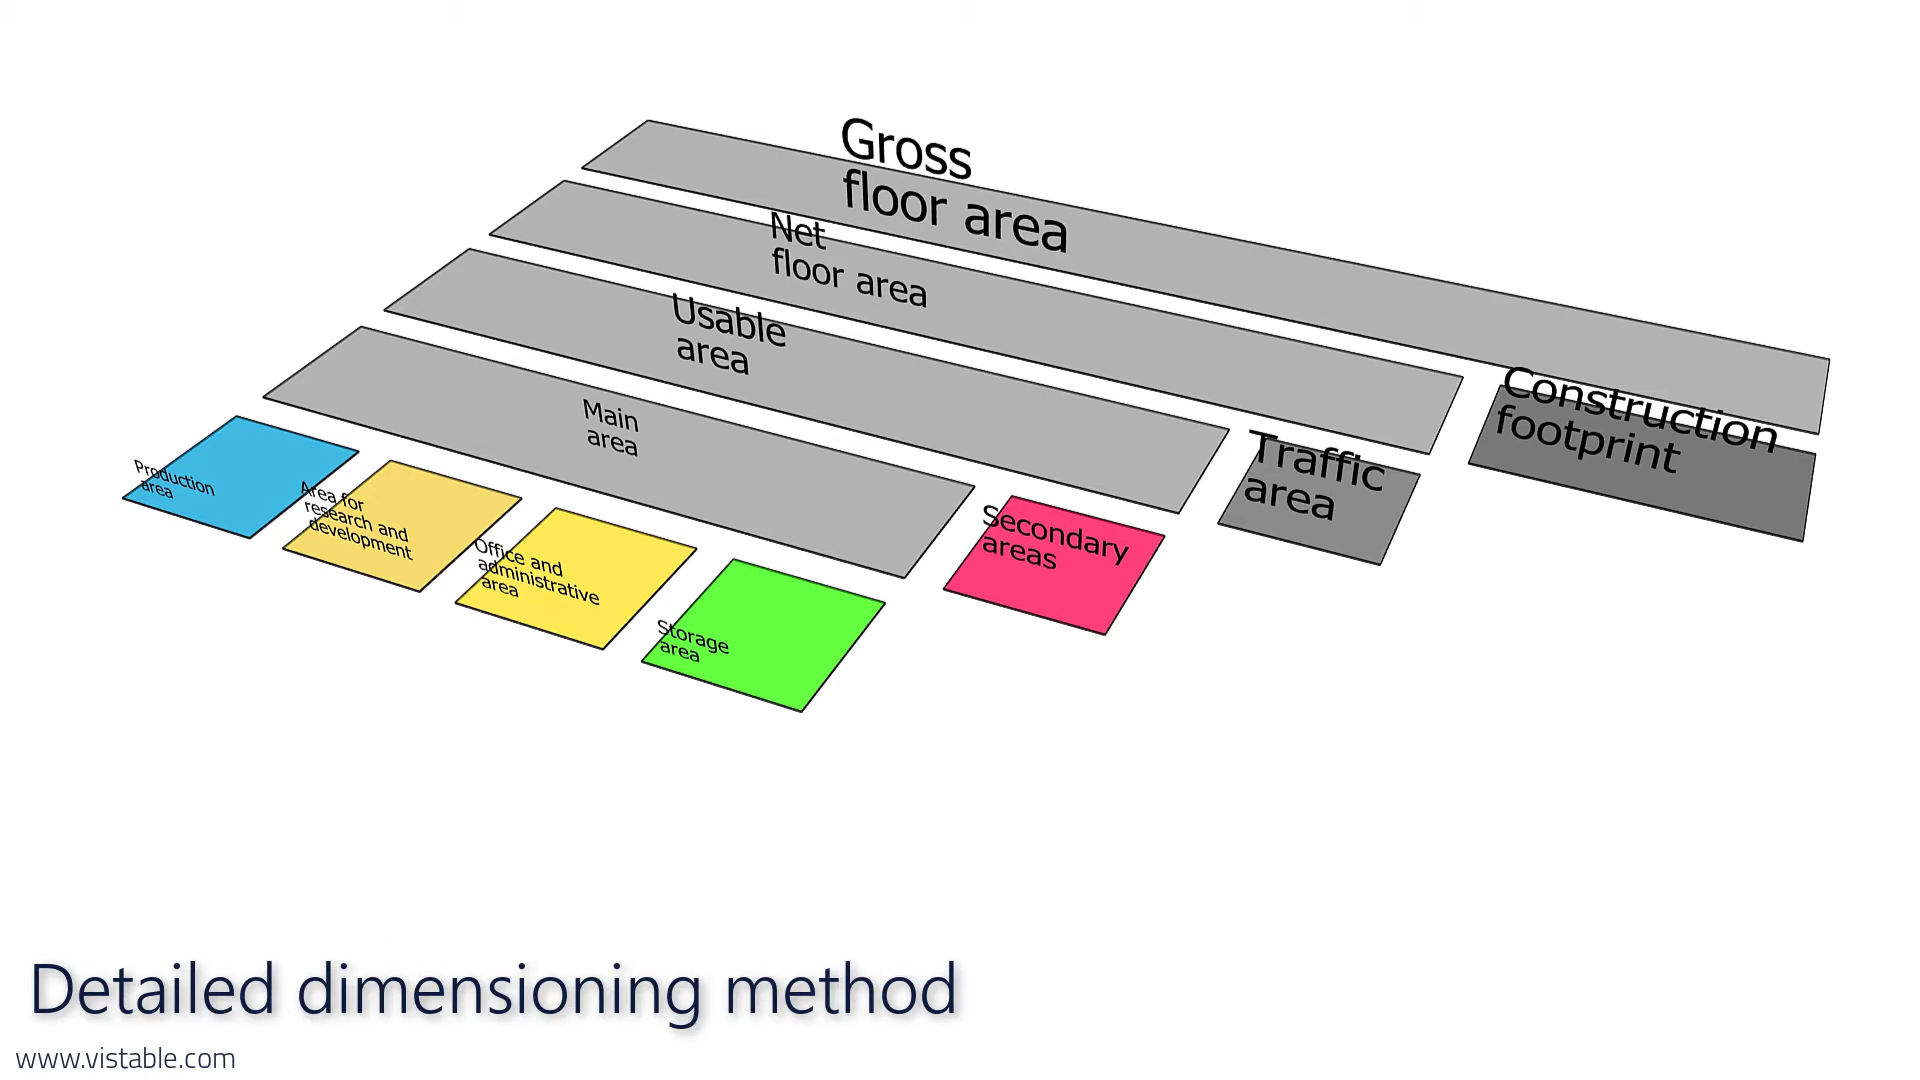 Gross
floor area
Net
floor area
Usable
area
Main
area
Construction
footprint
Traffic
area
Secondary
areas
Production
area
Area for
research and
development
Office and
administrative
area
Storage
area
Detailed dimensioning method
www.vistable.com